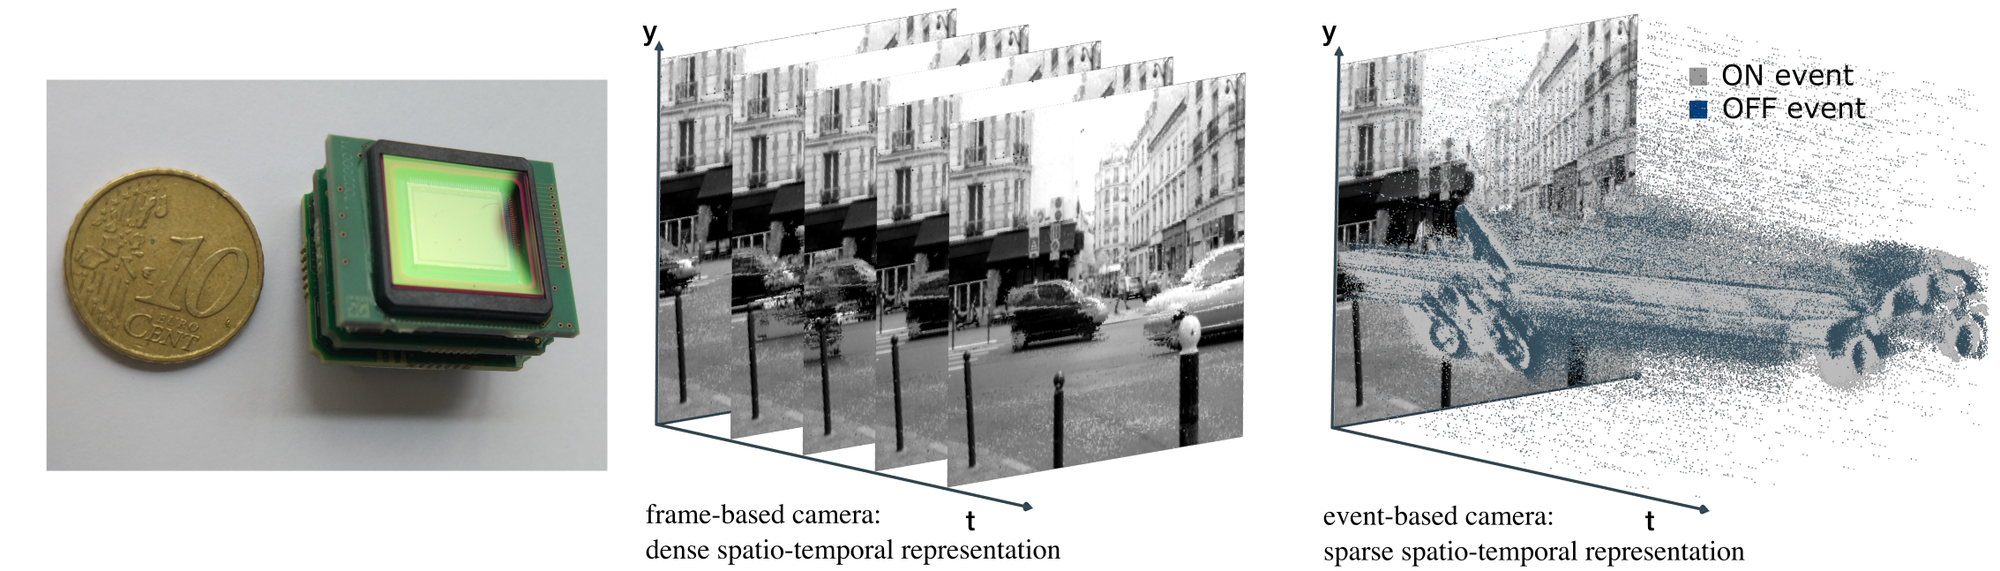 10
EURO
CENT
y
t
frame-based camera:
dense spatio-temporal representation
y
ON event
OFF event
t
event-based camera:
sparse spatio-temporal representation